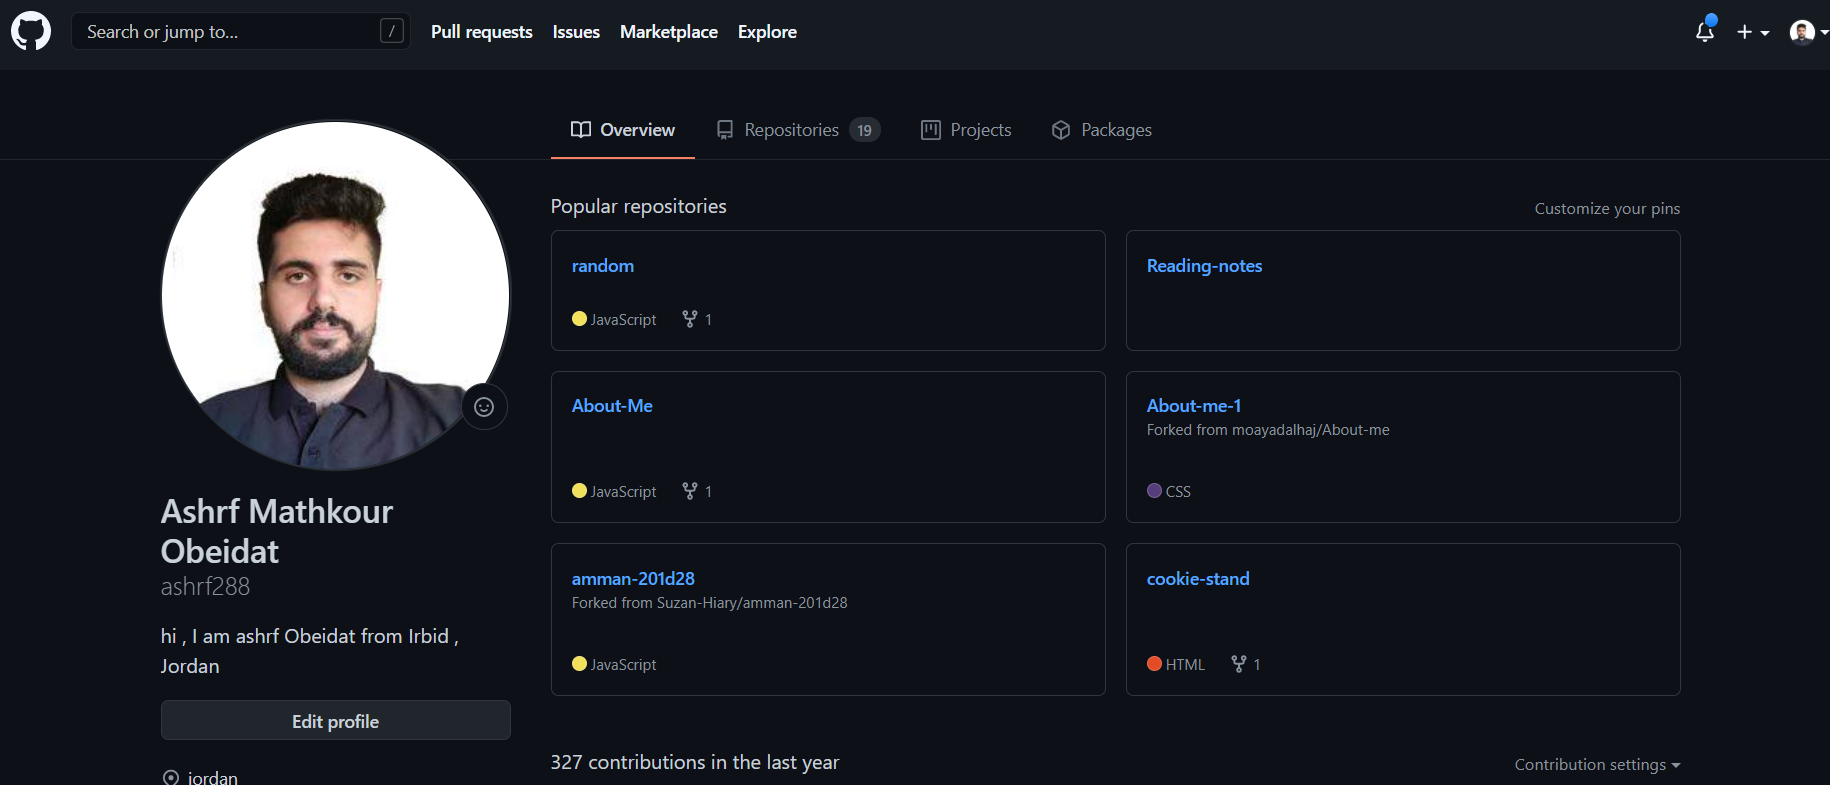 Search or jump to...
/
Pull requests
Issues
Marketplace
Explore
Overview
Repositories 19
Projects
Packages
Ashrf Mathkour
Obeidat
ashrf288
hi , I am ashrf Obeidat from Irbid ,
Jordan
Edit profile
jordan
Popular repositories
Customize your pins
random
JavaScript 1
Reading-notes
About-Me
JavaScript 1
About-me-1
Forked from moayadalhaj/About-me
CSS
amman-201d28
Forked from Suzan-Hiary/amman-201d28
JavaScript
cookie-stand
HTML 1
327 contributions in the last year
Contribution settings